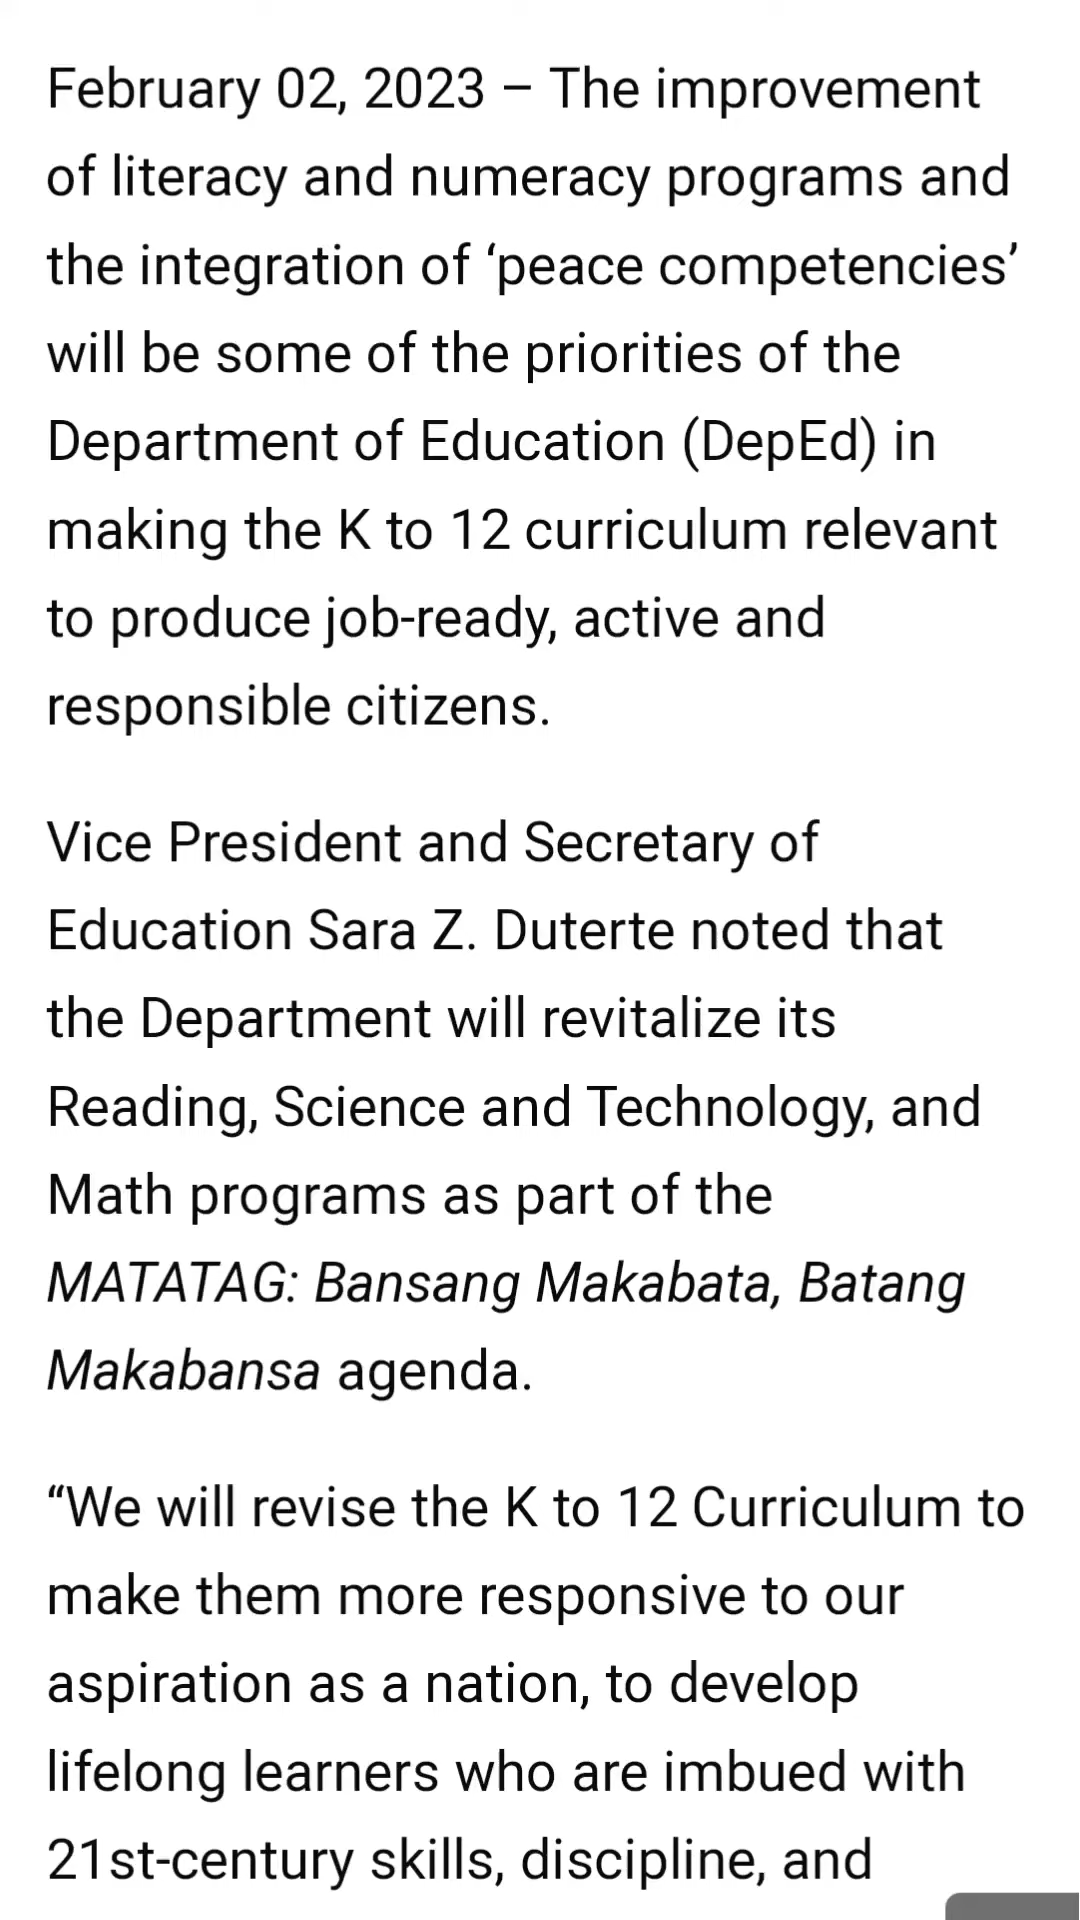 February 02, 2023 – The improvement
of literacy and numeracy programs and
the integration of ‘peace competencies’
will be some of the priorities of the
Department of Education (DepEd) in
making the K to 12 curriculum relevant
to produce job-ready, active and
responsible citizens.
Vice President and Secretary of
Education Sara Z. Duterte noted that
the Department will revitalize its
Reading, Science and Technology, and
Math programs as part of the
MATATAG: Bansang Makabata, Batang
Makabansa agenda.
“We will revise the K to 12 Curriculum to
make them more responsive to our
aspiration as a nation, to develop
lifelong learners who are imbued with
21st-century skills, discipline, and